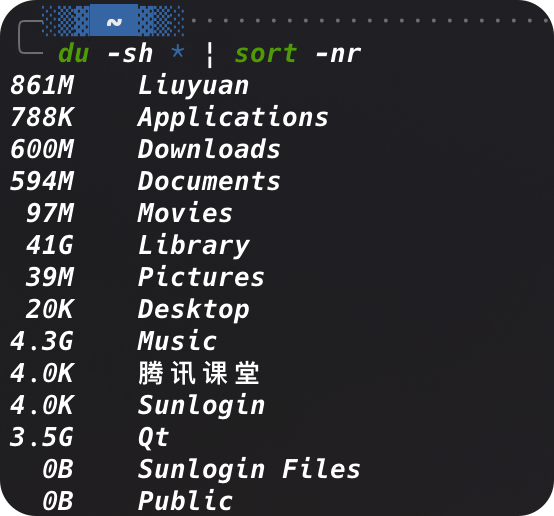 ~
du -sh * | sort -nr
861M Liuyuan
788K Applications
600M Downloads
594M Documents
97M Movies
41G Library
39M Pictures
20K Desktop
4.3G Music
4.0K 腾讯课堂
4.0K Sunlogin
3.5G Qt
0B Sunlogin Files
0B Public